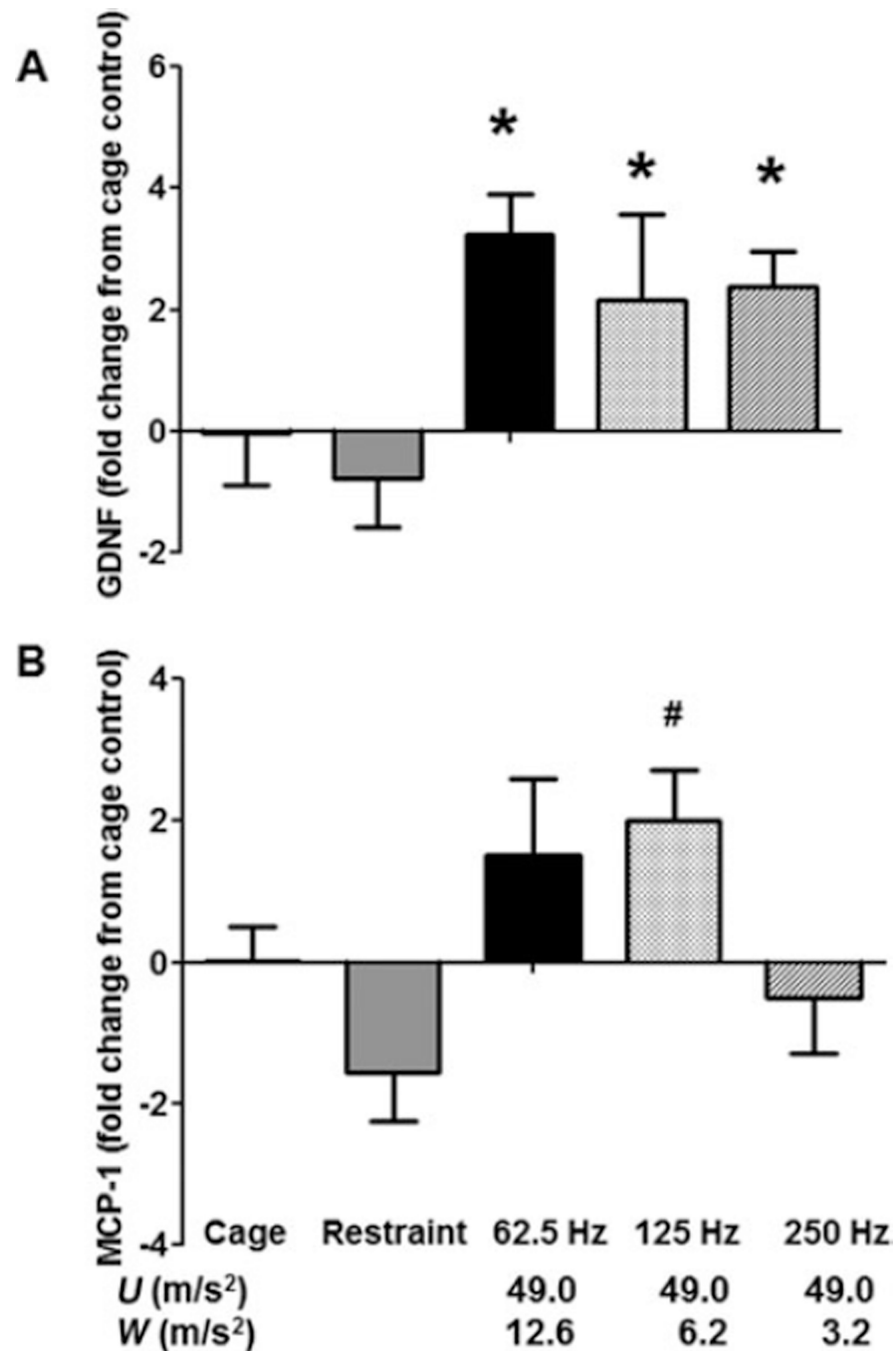 A
GDNF (fold change from cage control)
6
4
2
0
-2
*
*
*
B
MCP-1 (fold change from cage control)
4
2
0
-2
-4
#
Cage Restraint 62.5 Hz 125 Hz 250 Hz
U (m/s²) 49.0 49.0 49.0
W (m/s²) 12.6 6.2 3.2